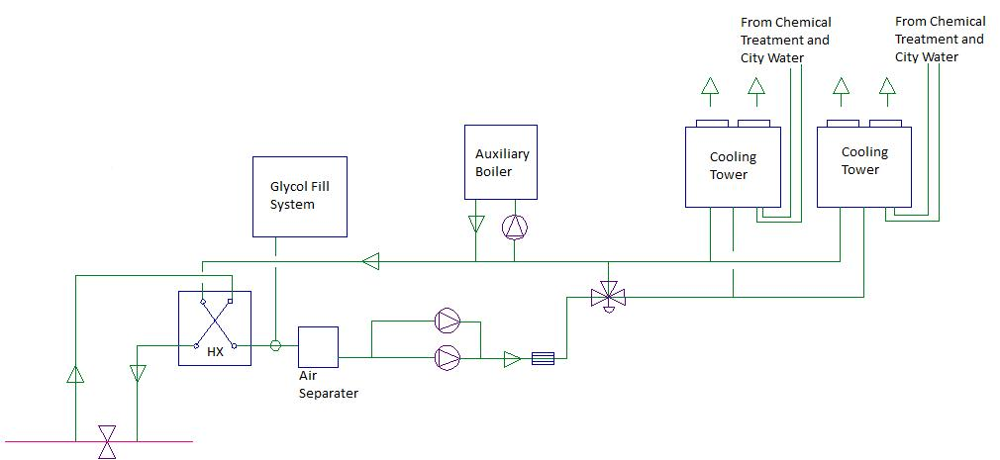 From Chemical
Treatment and
City Water
From Chemical
Treatment and
City Water
Cooling
Tower
Cooling
Tower
Auxiliary
Boiler
Glycol Fill
System
HX
Air
Separater